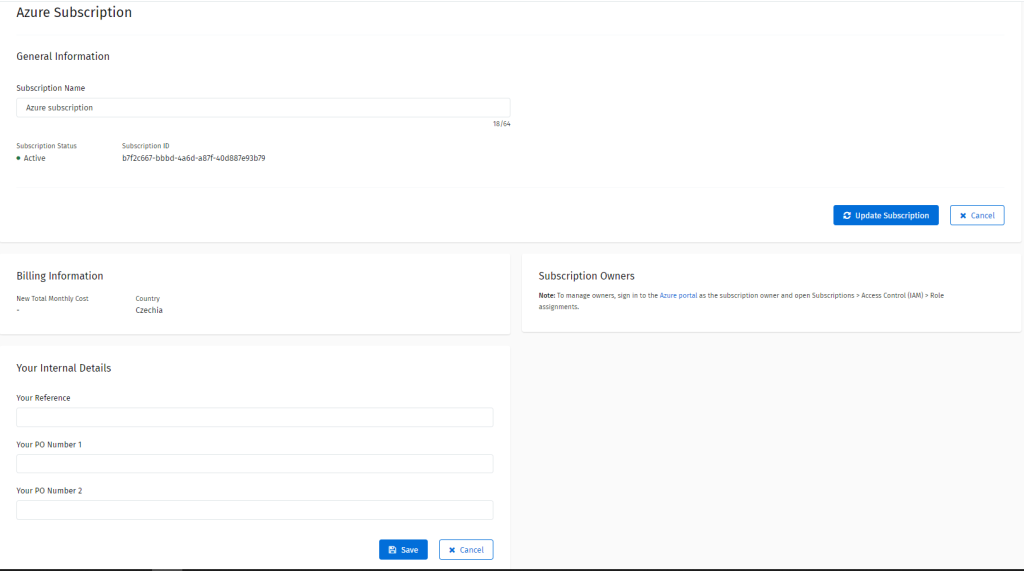 Azure Subscription
General Information
Subscription Name
Azure subscription
18/64
Subscription Status
Subscription ID
Active
b7f2c667-bbbd-4a6d-a87f-40d887e93b79
Update Subscription
Cancel
Billing Information
New Total Monthly Cost
Country
-
Czechia
Subscription Owners
Note: To manage owners, sign in to the Azure portal as the subscription owner and open Subscriptions > Access Control (IAM) > Role
assignments.
Your Internal Details
Your Reference
Your PO Number 1
Your PO Number 2
Save
Cancel